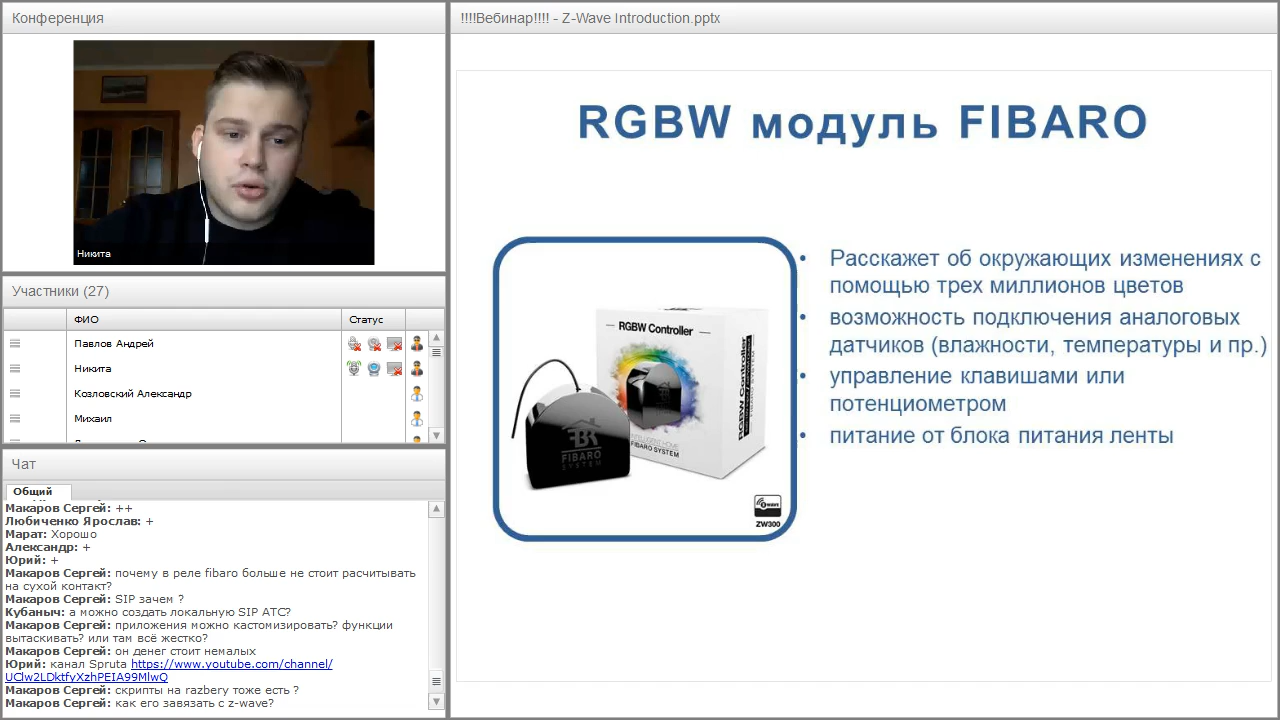 Конференция
Никита
Участники (27)
ФИО
Статус
Павлов Андрей
Никита
Козловский Александр
Михаил
Чат
Общий
Макаров Сергей: ++
Любиченко Ярослав: +
Марат: Хорошо
Александр: +
Юрий: +
Макаров Сергей: почему в реле fibaro больше не стоит расчитывать
на сухой контакт?
Макаров Сергей: SIP зачем ?
Кубаныч: а можно создать локальную SIP АТС?
Макаров Сергей: приложения можно кастомизировать? функции
вытаскивать? или там всё жестко?
Макаров Сергей: он денег стоит немалых
Юрий: канал Spruta https://www.youtube.com/channel/
UClw2LDktfyXzhPEIA99MlwQ
Макаров Сергей: скрипты на razbery тоже есть ?
Макаров Сергей: как его завязать с z-wave?
!!!!Вебинар!!!! - Z-Wave Introduction.pptx
RGBW модуль FIBARO
RGBW Controller
RGBW Controller
FIBARO SYSTEM
FIBARO
SYSTEM
ZW300
• Расскажет об окружающих изменениях с
помощью трех миллионов цветов
• возможность подключения аналоговых
датчиков (влажности, температуры и пр.)
• управление клавишами или
потенциометром
• питание от блока питания ленты